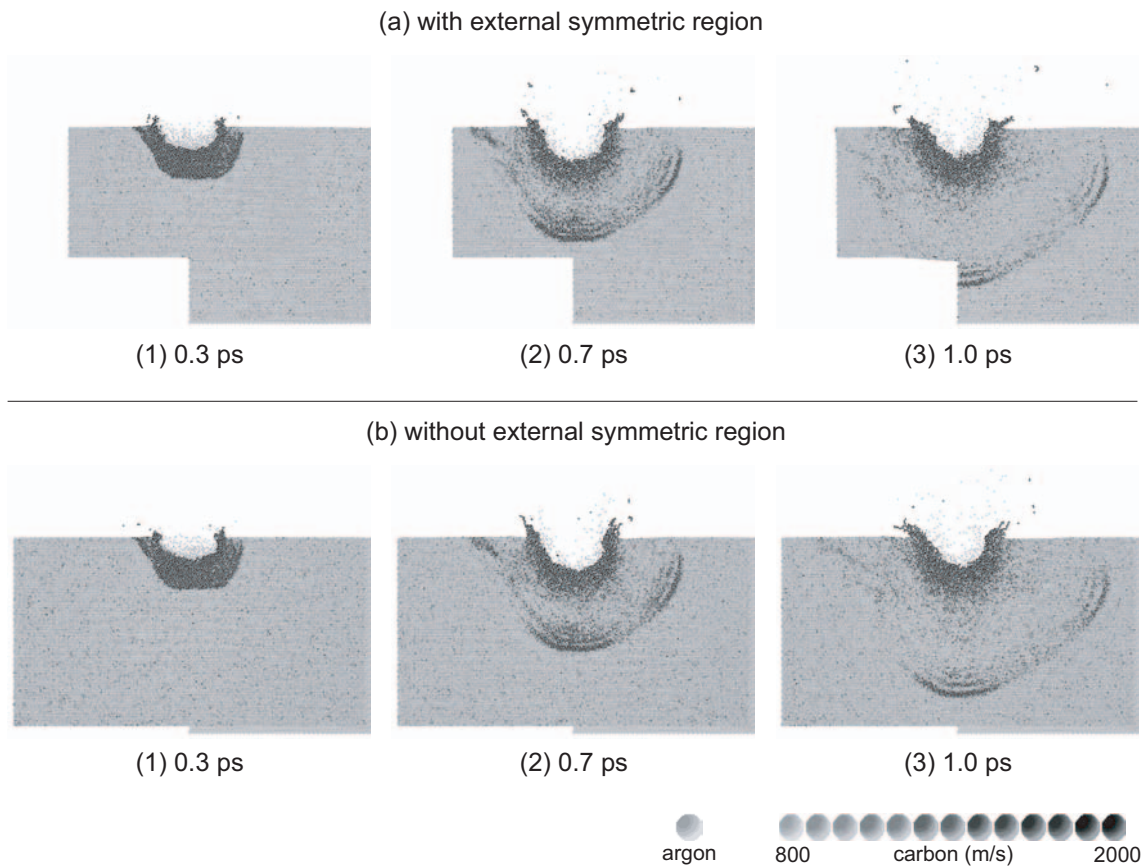 (a) with external symmetric region
(1) 0.3 ps (2) 0.7 ps (3) 1.0 ps
(b) without external symmetric region
(1) 0.3 ps (2) 0.7 ps (3) 1.0 ps
argon 800 carbon (m/s) 2000